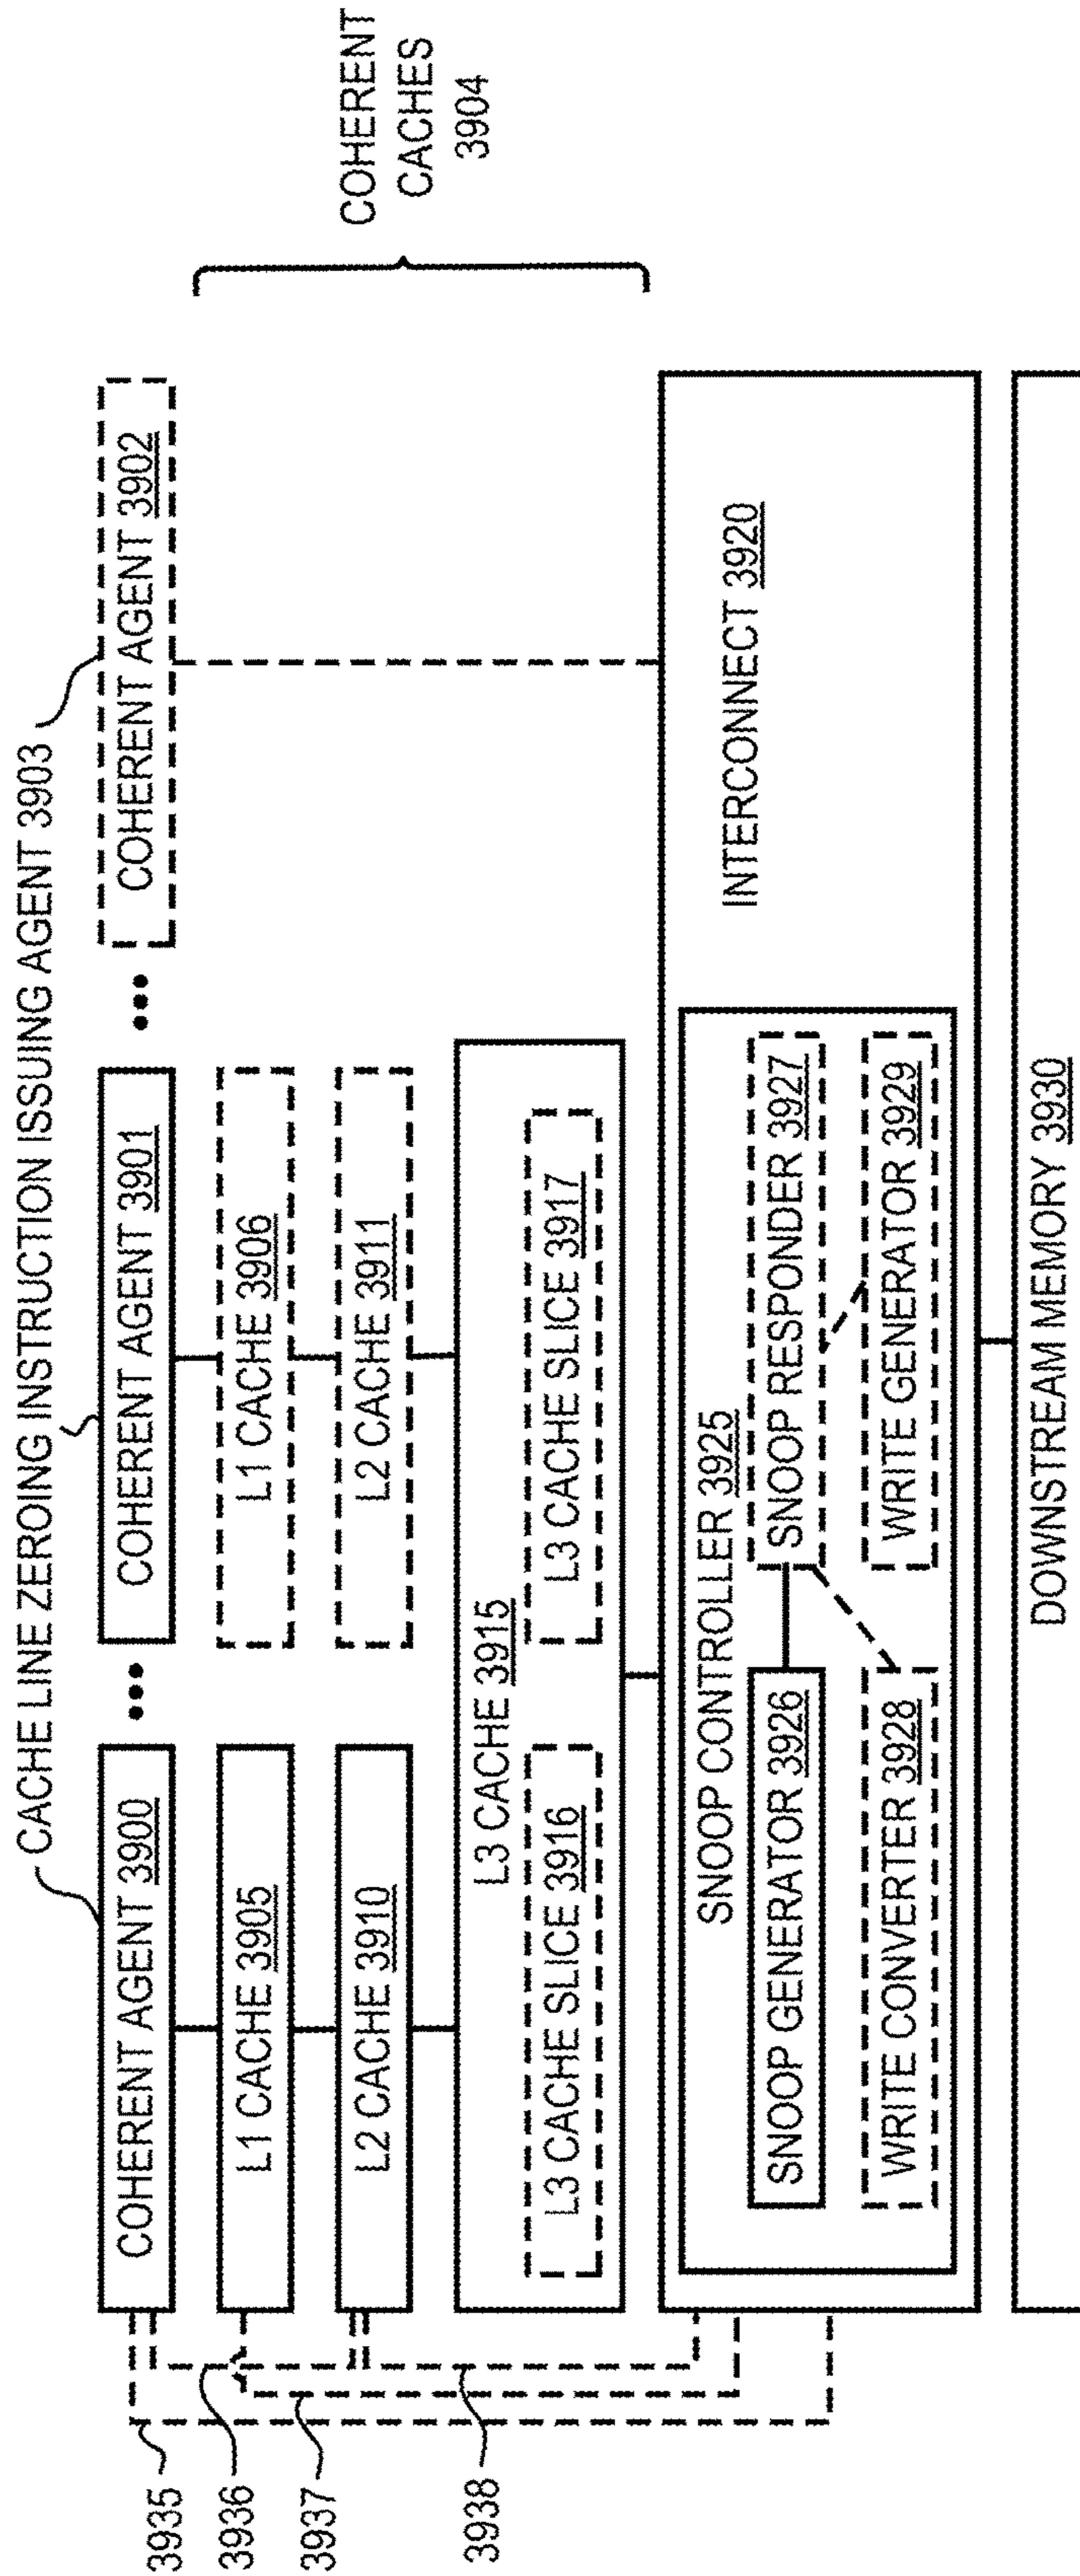 CACHE LINE ZEROING INSTRUCTION ISSUING AGENT 3903
COHERENT AGENT 3900
•••
COHERENT AGENT 3901
•••
COHERENT AGENT 3902
3935
L1 CACHE 3905
L1 CACHE 3906
3936
L2 CACHE 3910
L2 CACHE 3911
3937
COHERENT
CACHES
3904
L3 CACHE 3915
L3 CACHE SLICE 3916
L3 CACHE SLICE 3917
3938
SNOOP CONTROLLER 3925
INTERCONNECT 3920
SNOOP GENERATOR 3926
SNOOP RESPONDER 3927
WRITE CONVERTER 3928
WRITE GENERATOR 3929
DOWNSTREAM MEMORY 3930